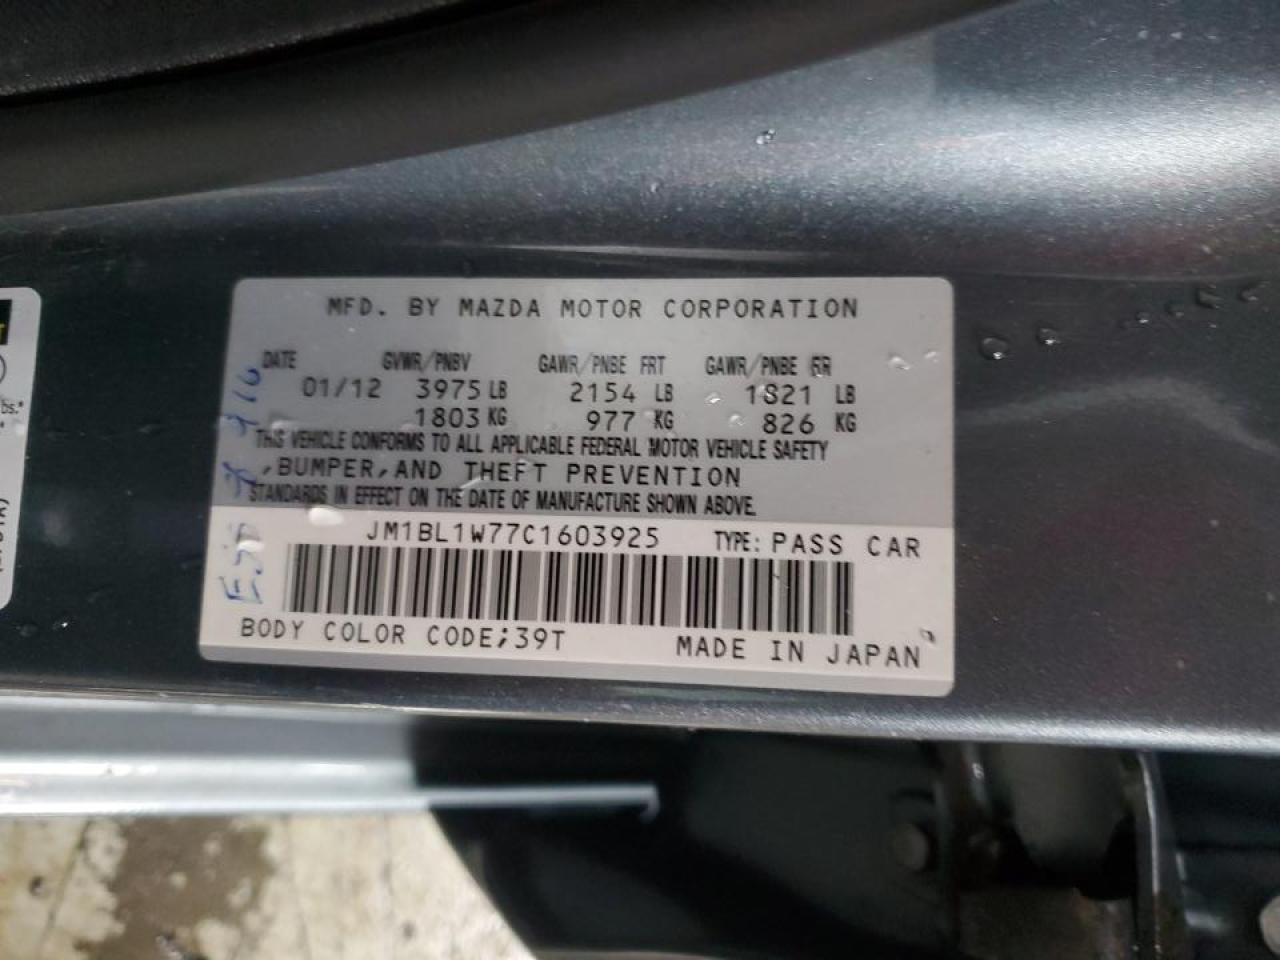 MFD. BY MAZDA MOTOR CORPORATION
DATE GVWR/PNBV GAWR/PNBE FRT GAWR/PNBE RR
01/12 3975 LB 2154 LB 1821 LB
1803 KG 977 KG 826 KG
THIS VEHICLE CONFORMS TO ALL APPLICABLE FEDERAL MOTOR VEHICLE SAFETY
,BUMPER,AND THEFT PREVENTION
STANDARDS IN EFFECT ON THE DATE OF MANUFACTURE SHOWN ABOVE.
JM1BL1W77C1603925 TYPE: PASS CAR
BODY COLOR CODE;39T MADE IN JAPAN